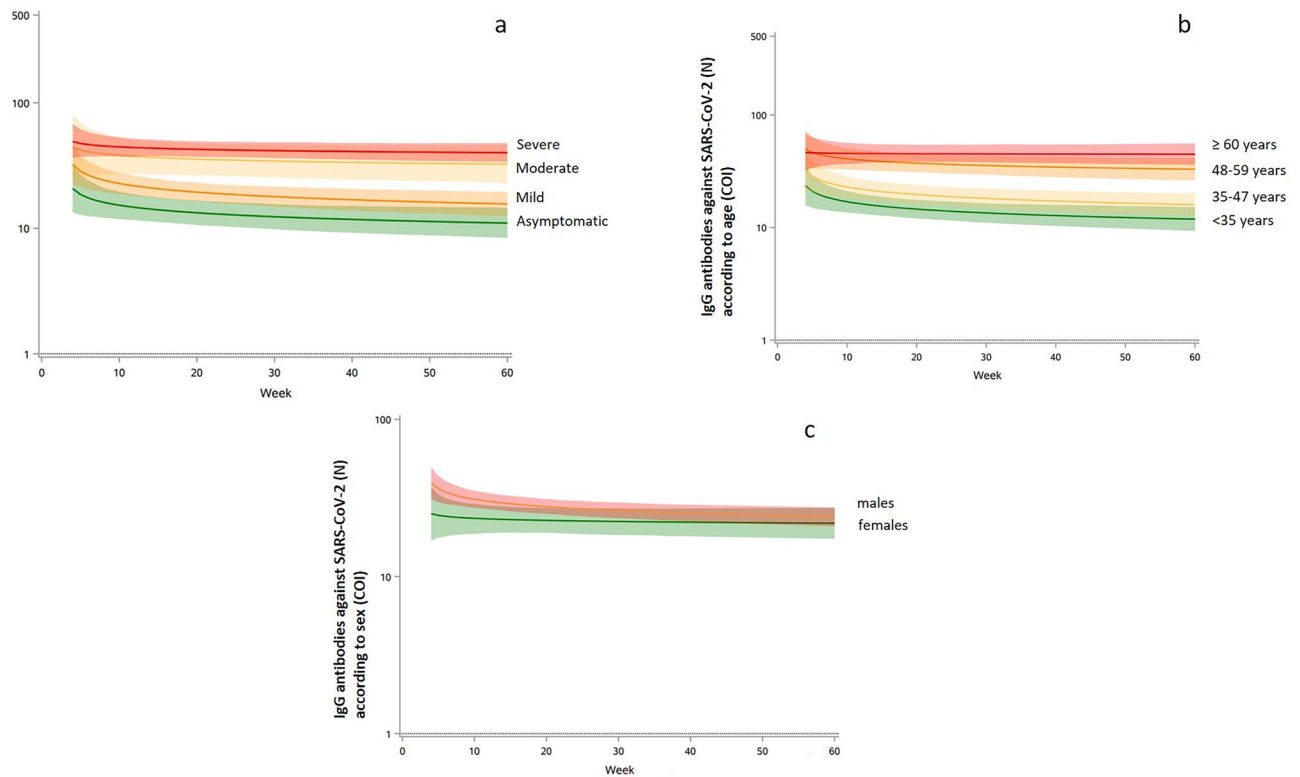 a
500
100
10
1
0 10 20 30 40 50 60
Week
Severe
Moderate
Mild
Asymptomatic
b
IgG antibodies against SARS-CoV-2 (N)
according to age (COI)
500
100
10
1
0 10 20 30 40 50 60
Week
≥ 60 years
48-59 years
35-47 years
<35 years
c
IgG antibodies against SARS-CoV-2 (N)
according to sex (COI)
100
10
1
0 10 20 30 40 50 60
Week
males
females